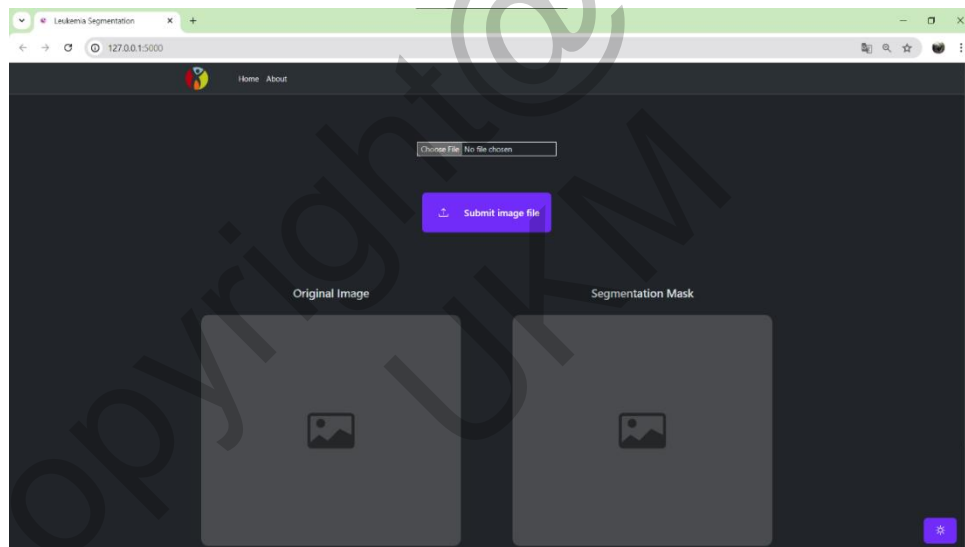 Leukemia Segmentation
127.0.0.1:5000
Home About
Choose File No file chosen
Submit image file
Original Image
Segmentation Mask
opyright@
UKM